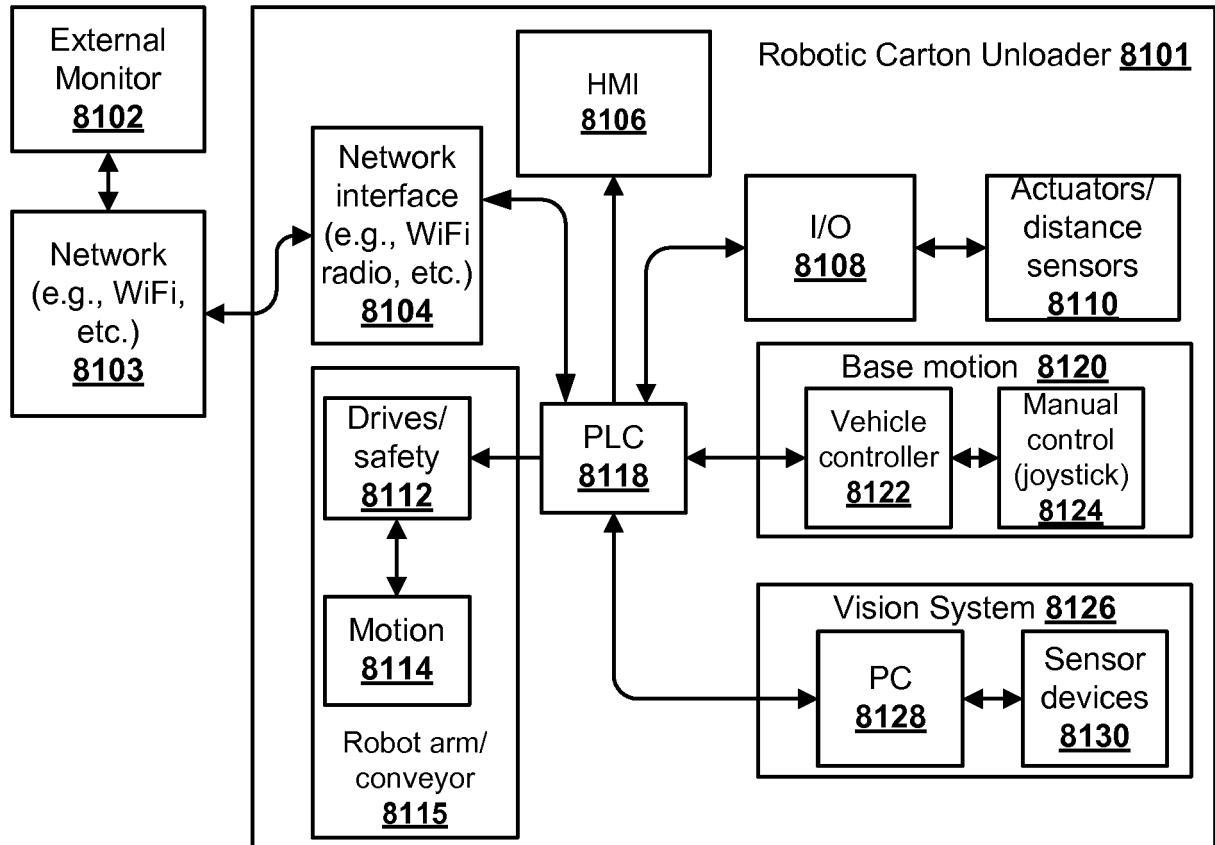 External
Monitor
8102
Network
(e.g., WiFi,
etc.)
8103
Robotic Carton Unloader 8101
HMI
8106
Network
interface
(e.g., WiFi
radio, etc.)
8104
I/O
8108
Actuators/
distance
sensors
8110
Drives/
safety
8112
Motion
8114
Robot arm/
conveyor
8115
PLC
8118
Base motion 8120
Vehicle
controller
8122
Manual
control
(joystick)
8124
Vision System 8126
PC
8128
Sensor
devices
8130